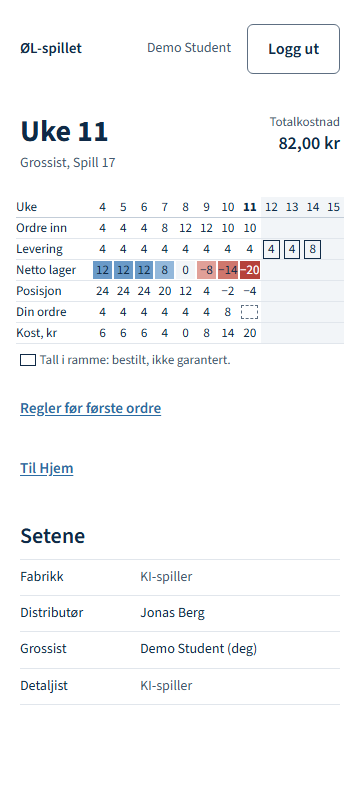 ØL-spillet Demo Student Logg ut
Uke 11 Totalkostnad
82,00 kr
Grossist, Spill 17
Uke 4 5 6 7 8 9 10 11 12 13 14 15
Ordre inn 4 4 4 8 12 12 10 10
Levering 4 4 4 4 4 4 4 4 4 4 8
Netto lager 12 12 12 8 0 −8 −14 −20
Posisjon 24 24 24 20 12 4 −2 −4
Din ordre 4 4 4 4 4 4 8
Kost, kr 6 6 6 4 0 8 14 20
Tall i ramme: bestilt, ikke garantert.
Regler før første ordre
Til Hjem
Setene
Fabrikk KI-spiller
Distributør Jonas Berg
Grossist Demo Student (deg)
Detaljist KI-spiller